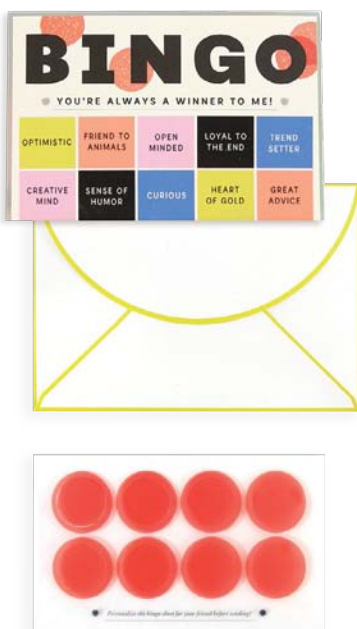 BINGO
YOU'RE ALWAYS A WINNER TO ME!
OPTIMISTIC
FRIEND TO
ANIMALS
OPEN
MINDED
LOYAL TO
THE END
TREND
SETTER
CREATIVE
MIND
SENSE OF
HUMOR
CURIOUS
HEART
OF GOLD
GREAT
ADVICE
Personalize this bingo sheet for your friend before sending!